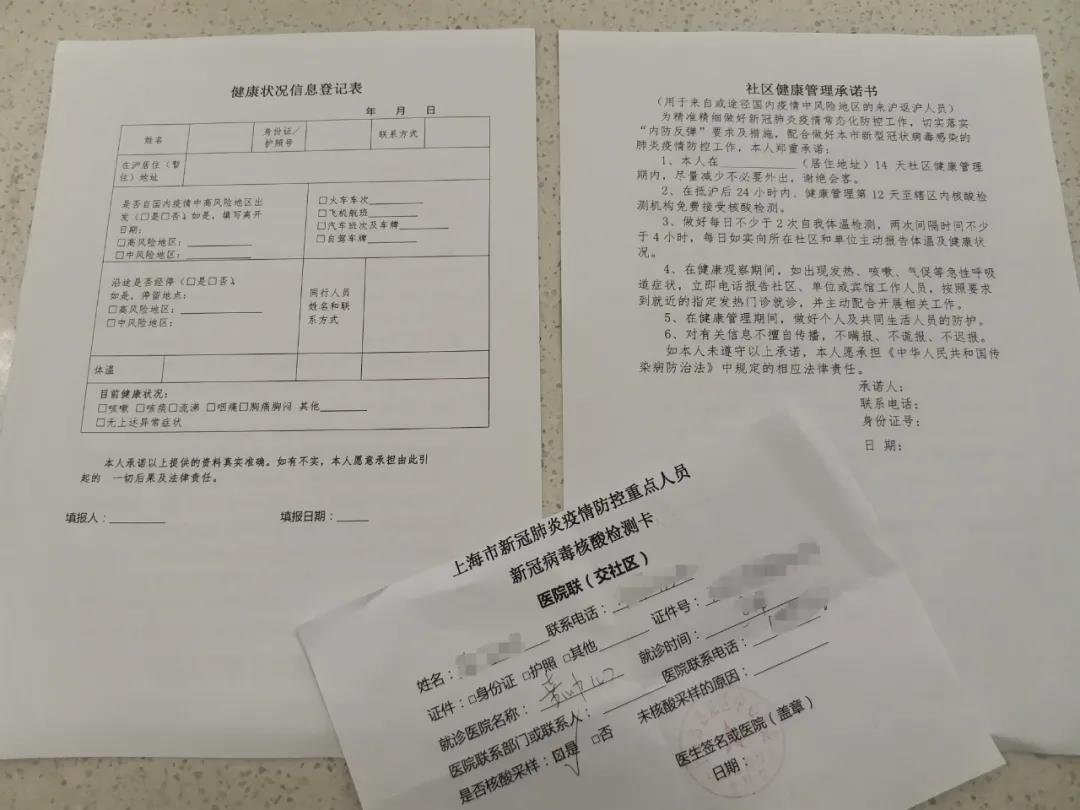 健康状况信息登记表
年 月 日
姓名
身份证/
护照号
联系方式
在沪居住（暂
住）地址
是否自国内疫情中高风险地区出
发（□是□否）。如是，填写离开
日期：
□高风险地区：
□中风险地区：
□火车车次
□飞机航班
□汽车班次及车牌
□自驾车牌
沿途是否经停（□是□否）。
如是，停留地点：
□高风险地区：
□中风险地区：
同行人员
姓名和联
系方式
体温
目前健康状况：
□咳嗽 □咳痰□流涕 □咽痛□胸痛胸闷 其他
□无上述异常症状
本人承诺以上提供的资料真实准确。如有不实，本人愿意承担由此引
起的 一切后果及法律责任。
填报人：
填报日期：
社区健康管理承诺书
（用于来自或途径国内疫情中风险地区的来沪返沪人员）
为精准精细做好新冠肺炎疫情常态化防控工作，切实落实
“内防反弹”要求及措施，配合做好本市新型冠状病毒感染的
肺炎疫情防控工作，本人郑重承诺：
1、本人在（居住地址）14 天社区健康管理
期内，尽量减少不必要外出，谢绝会客。
2、在抵沪后 24 小时内、健康管理第 12 天至辖区内核酸检
测机构免费接受核酸检测。
3、做好每日不少于 2 次自我体温检测，两次间隔时间不少
于 4 小时，每日如实向所在社区和单位主动报告体温及健康状
况。
4、在健康观察期间，如出现发热、咳嗽、气促等急性呼吸
道症状，立即电话报告社区、单位或宾馆工作人员，按照要求
到就近的指定发热门诊就诊，并主动配合开展相关工作。
5、在健康管理期间，做好个人及共同生活人员的防护。
6、对有关信息不擅自传播，不瞒报、不谎报、不迟报。
如本人未遵守以上承诺，本人愿承担《中华人民共和国传
染病防治法》中规定的相应法律责任。
承诺人：
联系电话：
身份证号：
日 期：
上海市新冠肺炎疫情防控重点人员
新冠病毒核酸检测卡
医院联（交社区）
姓名： 联系电话： 证件号：
证件：□身份证 □护照 □其他 就诊时间：
就诊医院名称： 医院联系电话：
医院联系部门或联系人： 未核酸采样的原因：
是否核酸采样：☑是 □否
医生签名或医院（盖章）
日期：